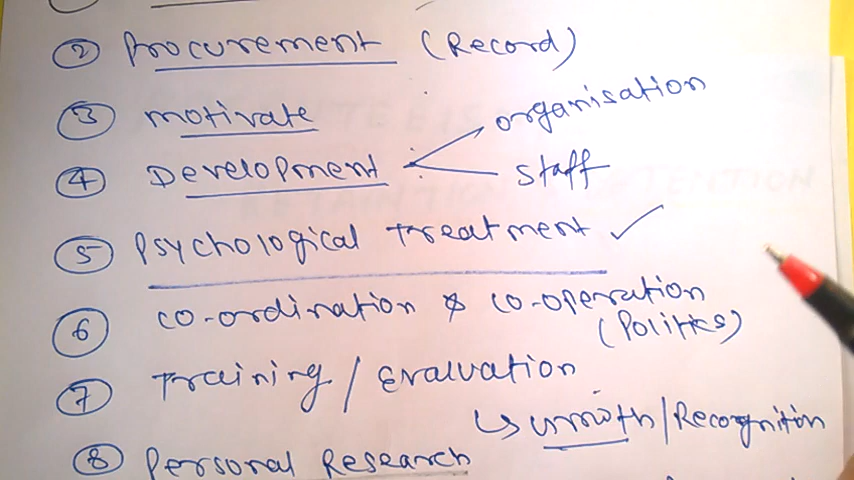 ② Procurement (Record)
③ motivate
organisation
④ Development
Staff
⑤ Psychological Treatment ✓
⑥ co-ordination & co-operation
(Politics)
⑦ Training / Evaluation
↳ Growth / Recognition
⑧ Personal Research